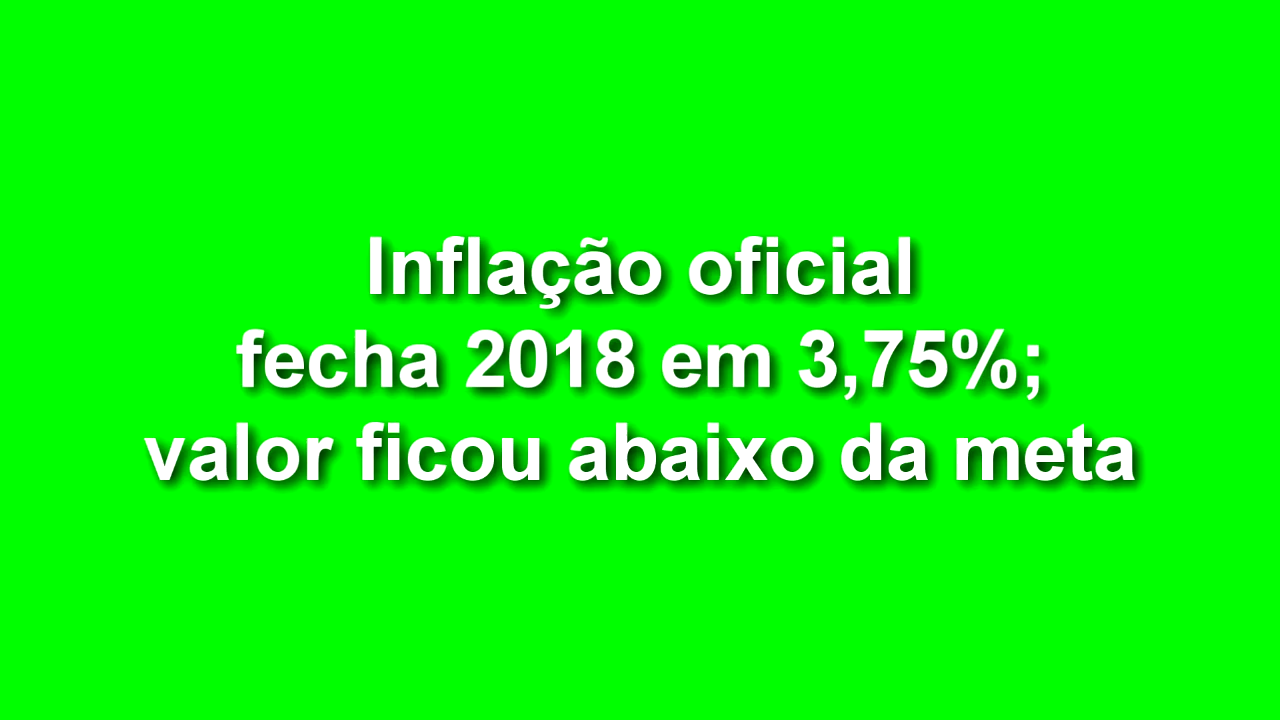 Inflação oficial
fecha 2018 em 3,75%;
valor ficou abaixo da meta